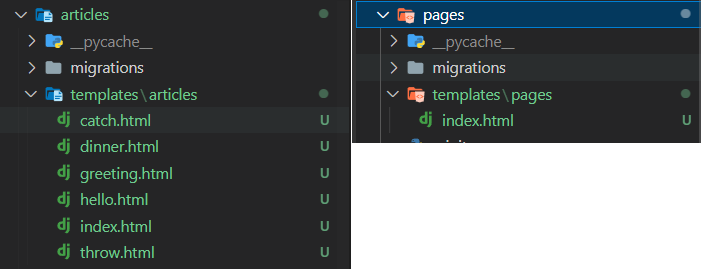 articles
__pycache__
migrations
templates\articles
dj catch.html U
dj dinner.html U
dj greeting.html U
dj hello.html U
dj index.html U
dj throw.html U
pages
__pycache__
migrations
templates\pages
dj index.html U